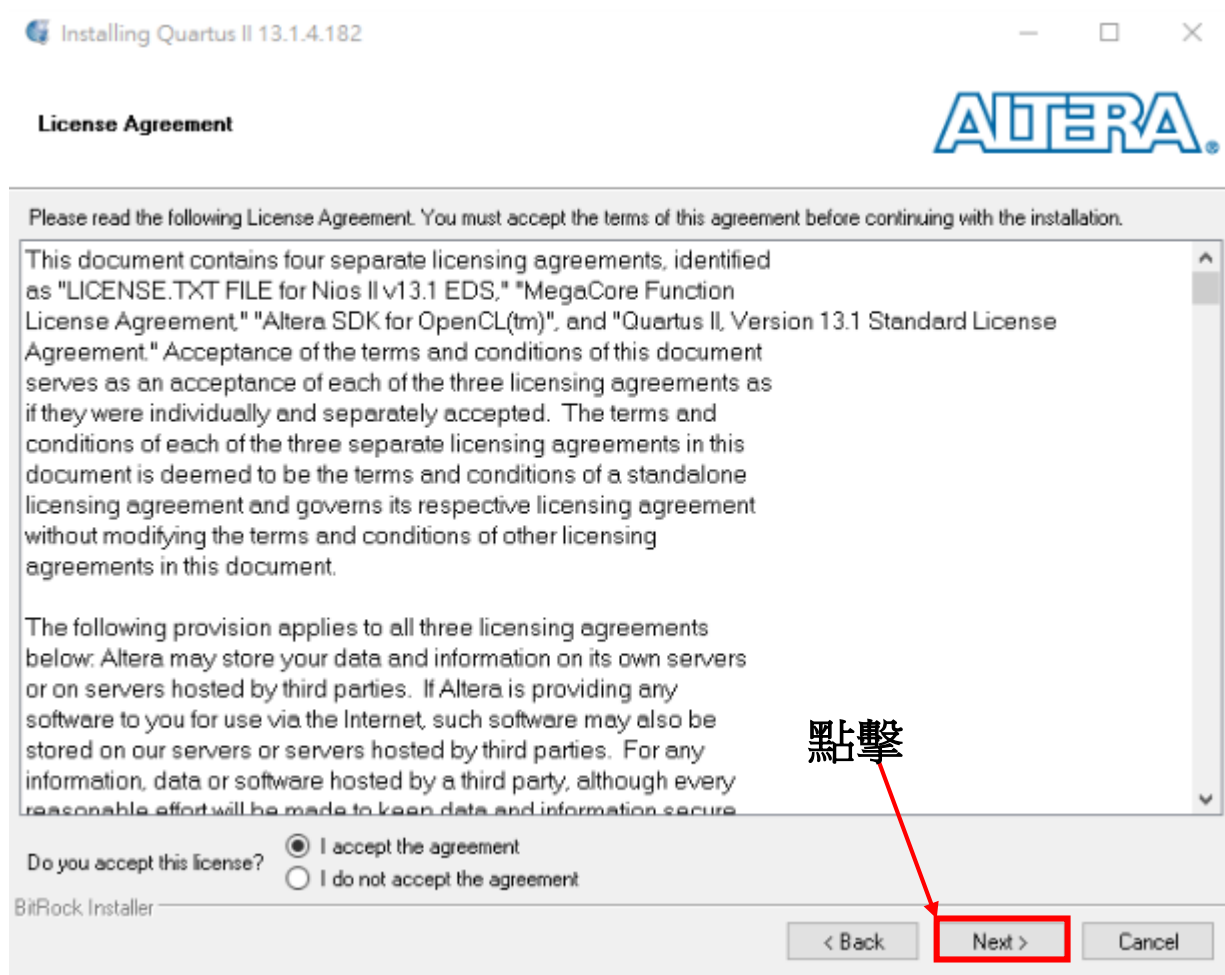 Installing Quartus II 13.1.4.182
License Agreement
ALTERA®
Please read the following License Agreement. You must accept the terms of this agreement before continuing with the installation.
This document contains four separate licensing agreements, identified
as "LICENSE.TXT FILE for Nios II v13.1 EDS," "MegaCore Function
License Agreement," "Altera SDK for OpenCL(tm)", and "Quartus II, Version 13.1 Standard License
Agreement." Acceptance of the terms and conditions of this document
serves as an acceptance of each of the three licensing agreements as
if they were individually and separately accepted.  The terms and
conditions of each of the three separate licensing agreements in this
document is deemed to be the terms and conditions of a standalone
licensing agreement and governs its respective licensing agreement
without modifying the terms and conditions of other licensing
agreements in this document.
The following provision applies to all three licensing agreements
below: Altera may store your data and information on its own servers
or on servers hosted by third parties.  If Altera is providing any
software to you for use via the Internet, such software may also be
stored on our servers or servers hosted by third parties.  For any
information, data or software hosted by a third party, although every
reasonable effort will be made to keep data and information secure
點擊
Do you accept this license?
I accept the agreement
I do not accept the agreement
BitRock Installer
< Back
Next >
Cancel